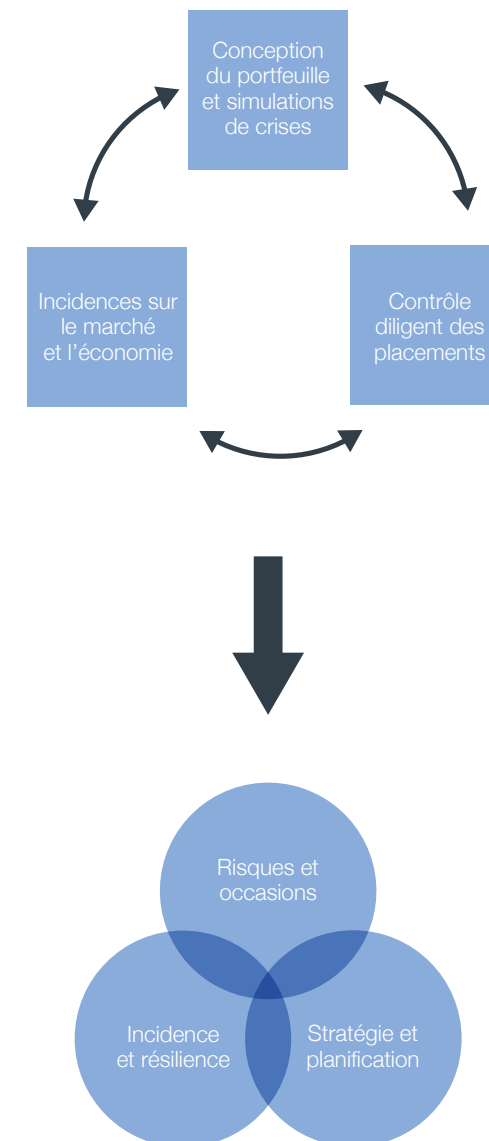 Conception
du portfeuille
et simulations
de crises
Incidences sur
le marché
et l'économie
Contrôle
diligent des
placements
Risques et
occasions
Incidence
et résilience
Stratégie et
planification